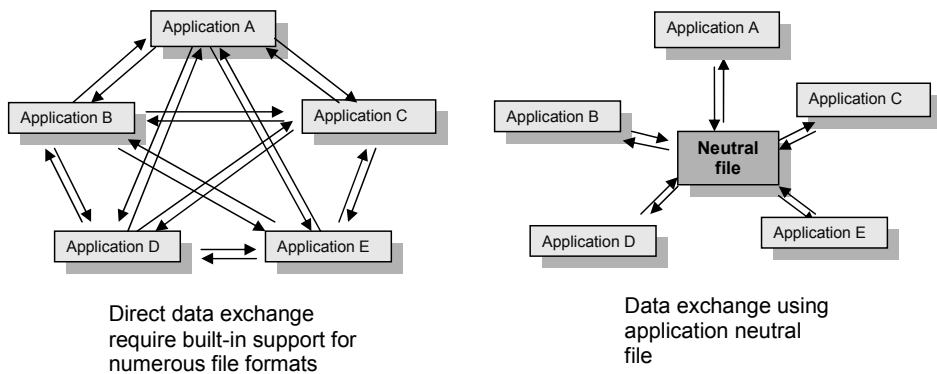 Application A
Application B
Application C
Application D
Application E
Direct data exchange
require built-in support for
numerous file formats
Application A
Application B
Application C
Neutral
file
Application D
Application E
Data exchange using
application neutral
file